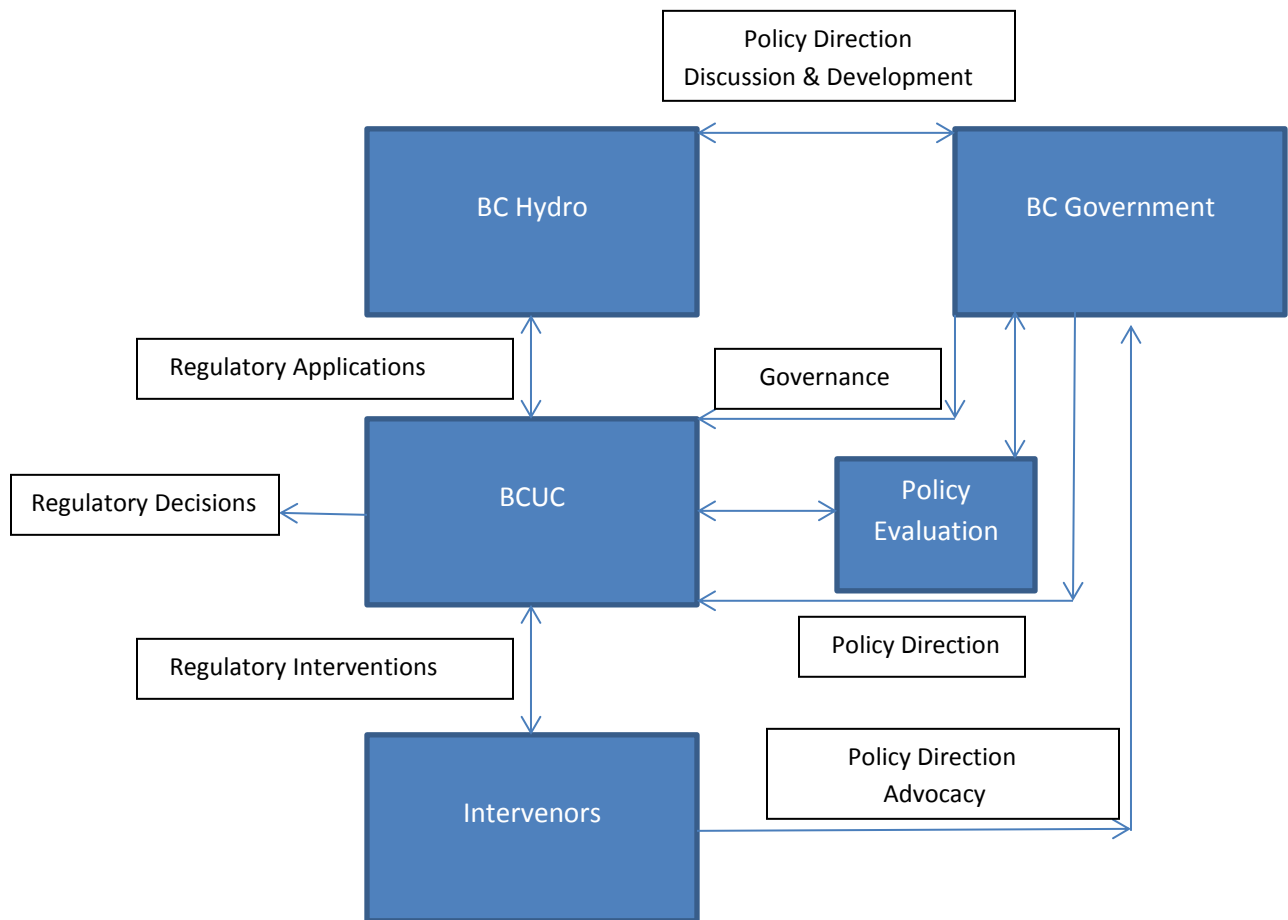 Policy Direction
Discussion & Development
BC Hydro
BC Government
Regulatory Applications
Governance
Regulatory Decisions
BCUC
Policy
Evaluation
Regulatory Interventions
Policy Direction
Intervenors
Policy Direction
Advocacy